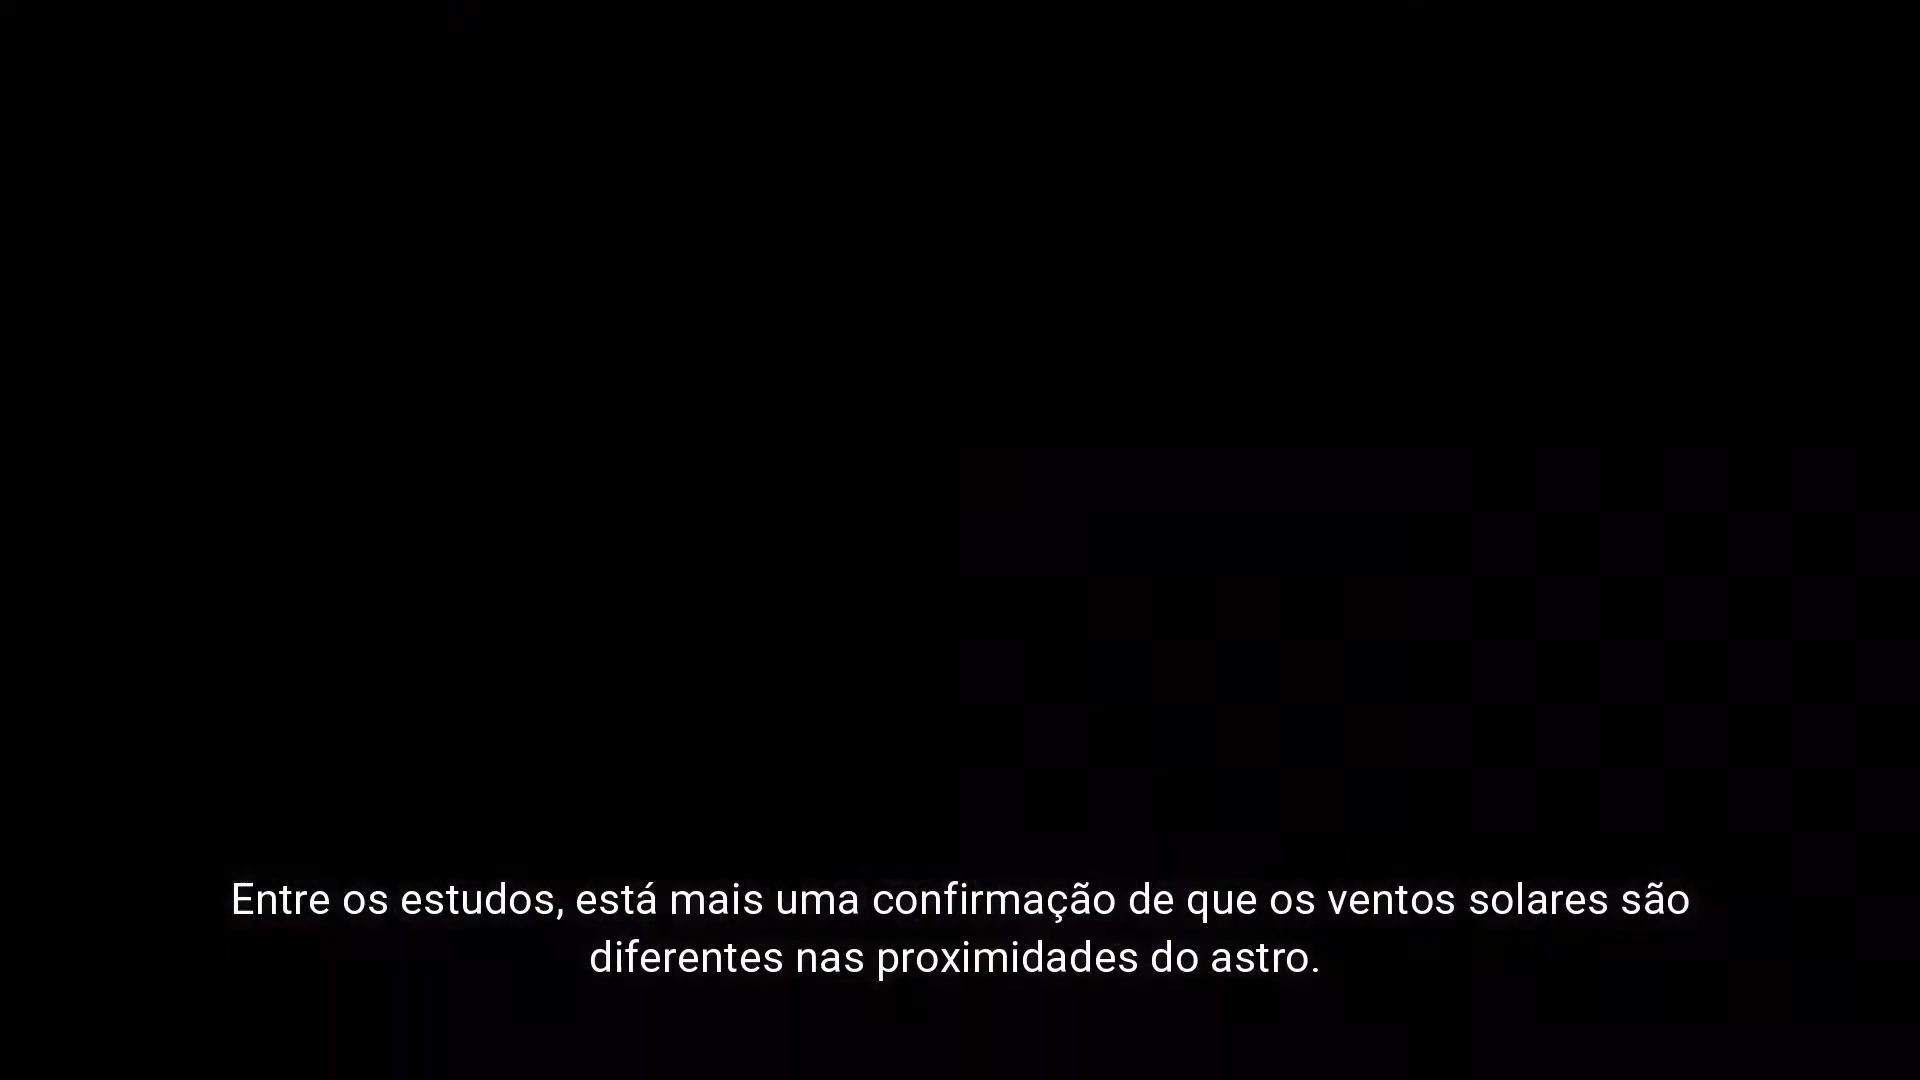 Entre os estudos, está mais uma confirmação de que os ventos solares são
diferentes nas proximidades do astro.